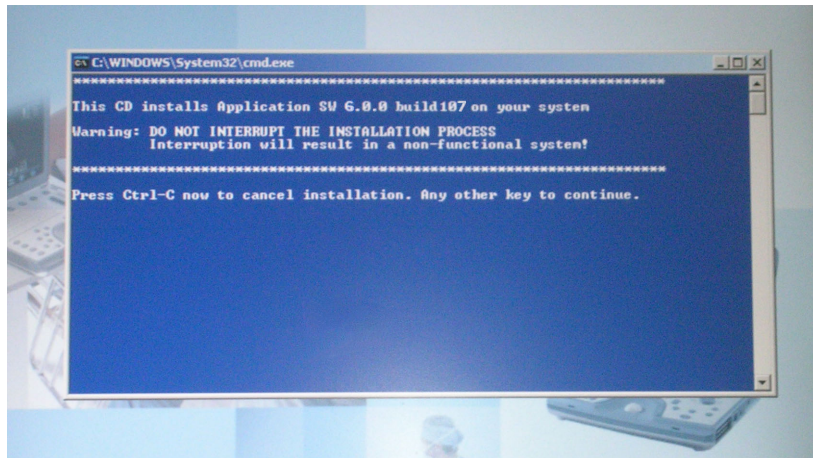 C:\WINDOWS\System32\cmd.exe
*************************************************************************
This CD installs Application SW 6.0.0 build107 on your system
Warning: DO NOT INTERRUPT THE INSTALLATION PROCESS
Interruption will result in a non-functional system!
*************************************************************************
Press Ctrl-C now to cancel installation. Any other key to continue.